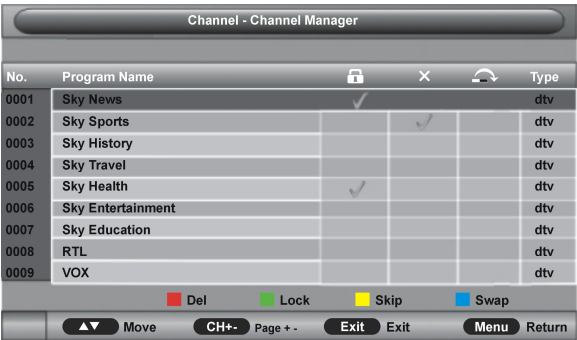 Channel - Channel Manager
No. Program Name Type
0001 Sky News dtv
0002 Sky Sports dtv
0003 Sky History dtv
0004 Sky Travel dtv
0005 Sky Health dtv
0006 Sky Entertainment dtv
0007 Sky Education dtv
0008 RTL dtv
0009 VOX dtv
Del Lock Skip Swap
▲▼ Move CH+- Page + - Exit Exit Menu Return